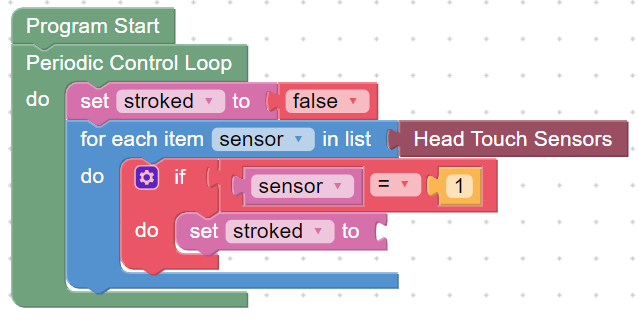 Program Start
Periodic Control Loop
do set stroked to false
for each item sensor in list Head Touch Sensors
do if sensor = 1
do set stroked to